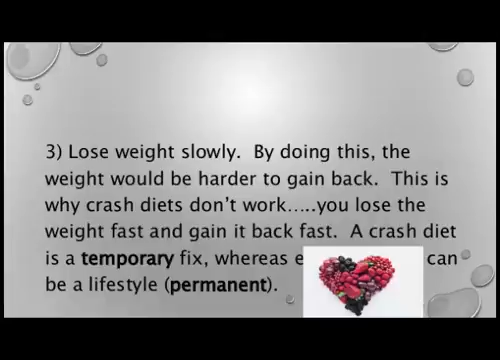 3) Lose weight slowly.  By doing this, the
weight would be harder to gain back.  This is
why crash diets don't work.....you lose the
weight fast and gain it back fast.  A crash diet
is a temporary fix, whereas can
be a lifestyle (permanent).